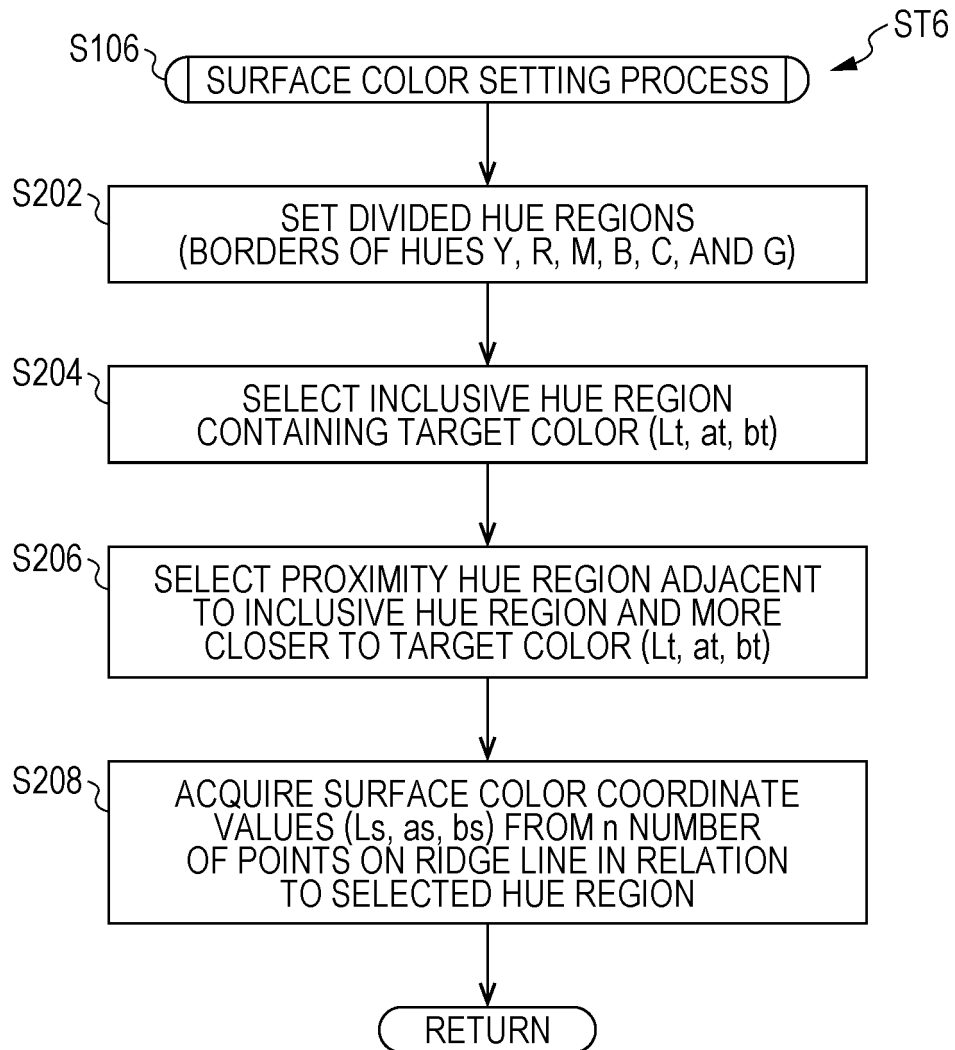 ST6
S106
SURFACE COLOR SETTING PROCESS
S202
SET DIVIDED HUE REGIONS
(BORDERS OF HUES Y, R, M, B, C, AND G)
S204
SELECT INCLUSIVE HUE REGION
CONTAINING TARGET COLOR (Lt, at, bt)
S206
SELECT PROXIMITY HUE REGION ADJACENT
TO INCLUSIVE HUE REGION AND MORE
CLOSER TO TARGET COLOR (Lt, at, bt)
S208
ACQUIRE SURFACE COLOR COORDINATE
VALUES (Ls, as, bs) FROM n NUMBER
OF POINTS ON RIDGE LINE IN RELATION
TO SELECTED HUE REGION
RETURN